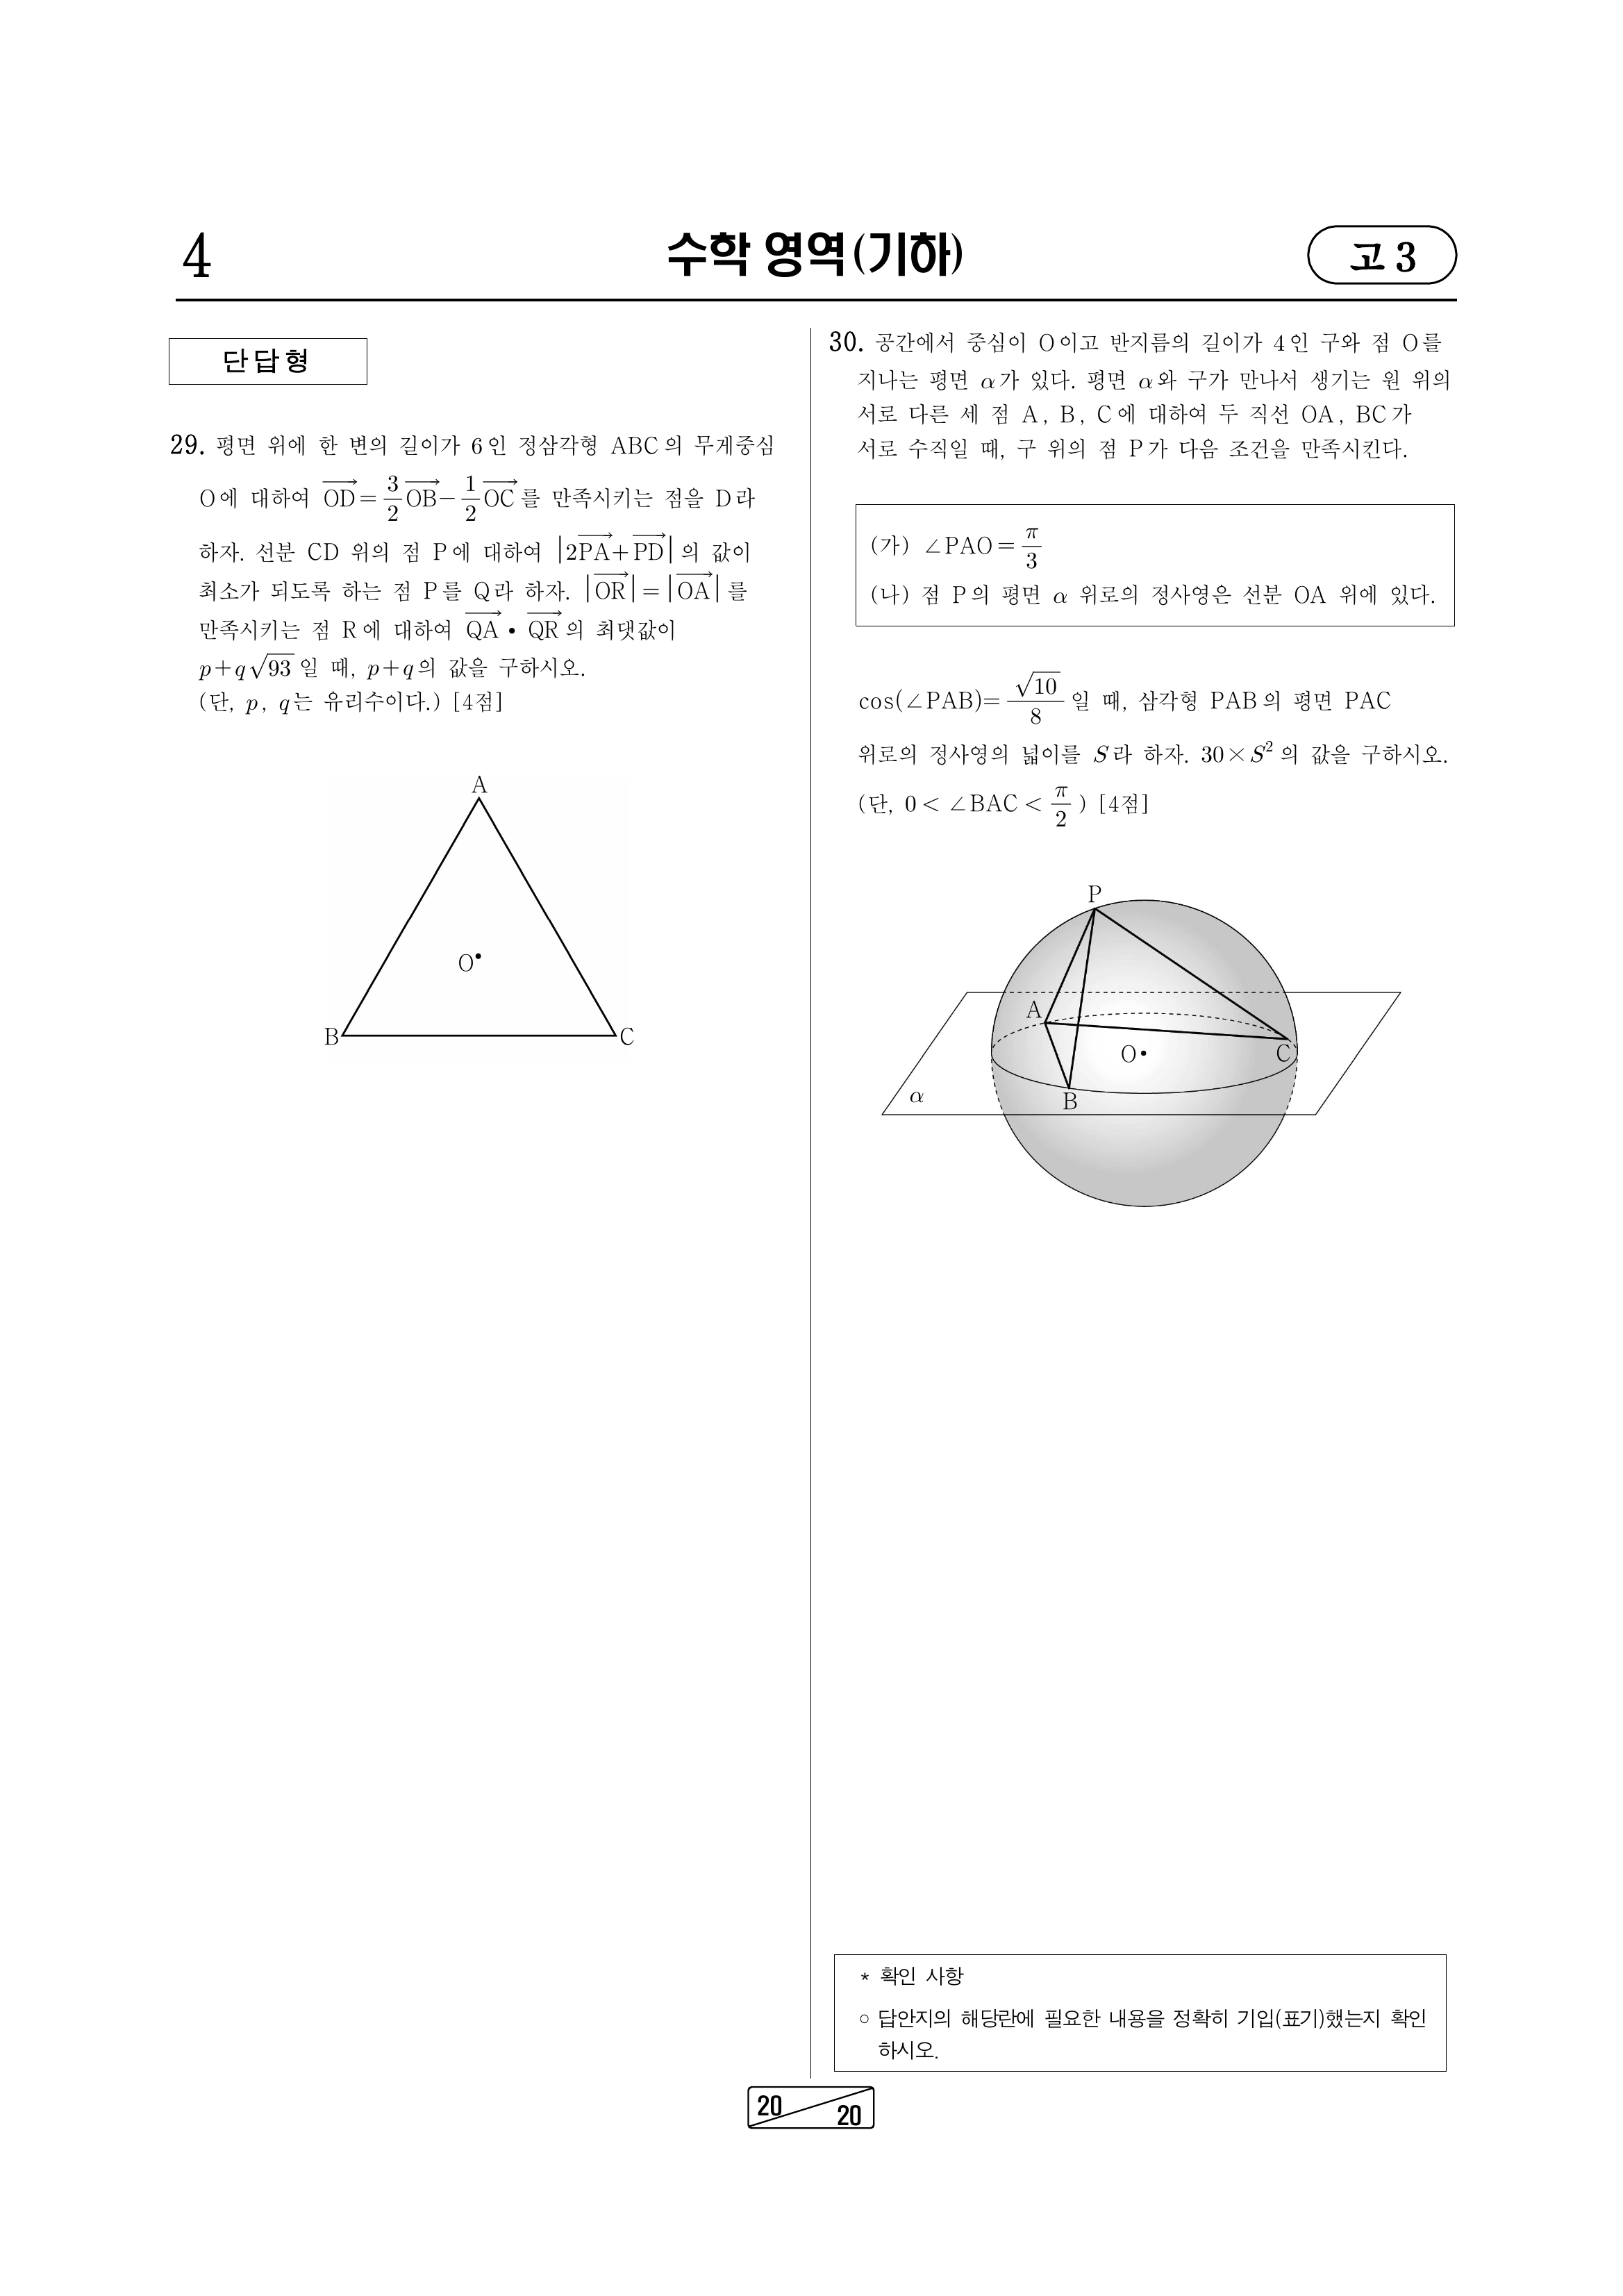 4
수학 영역(기하)
고 3
단답형
29. 평면 위에 한 변의 길이가 6인 정삼각형 ABC의 무게중심
O에 대하여 $\overrightarrow{OD}=\frac{3}{2}\overrightarrow{OB}-\frac{1}{2}\overrightarrow{OC}$를 만족시키는 점을 D라
하자. 선분 CD 위의 점 P에 대하여 $|2\overrightarrow{PA}+\overrightarrow{PD}|$의 값이
최소가 되도록 하는 점 P를 Q라 하자. $|\overrightarrow{OR}|=|\overrightarrow{OA}|$를
만족시키는 점 R에 대하여 $\overrightarrow{QA}\cdot\overrightarrow{QR}$의 최댓값이
$p+q\sqrt{93}$일 때, p+q의 값을 구하시오.
(단, p, q는 유리수이다.) [4점]
A
O
B
C
30. 공간에서 중심이 O이고 반지름의 길이가 4인 구와 점 O를
지나는 평면 α가 있다. 평면 α와 구가 만나서 생기는 원 위의
서로 다른 세 점 A, B, C에 대하여 두 직선 OA, BC가
서로 수직일 때, 구 위의 점 P가 다음 조건을 만족시킨다.
(가) $\angle PAO=\frac{\pi}{3}$
(나) 점 P의 평면 α 위로의 정사영은 선분 OA 위에 있다.
$\cos(\angle PAB)=\frac{\sqrt{10}}{8}$일 때, 삼각형 PAB의 평면 PAC
위로의 정사영의 넓이를 S라 하자. $30\times S^2$의 값을 구하시오.
(단, $0<\angle BAC<\frac{\pi}{2}$) [4점]
P
A
O
C
B
α
* 확인 사항
○ 답안지의 해당란에 필요한 내용을 정확히 기입(표기)했는지 확인
하시오.
20
20